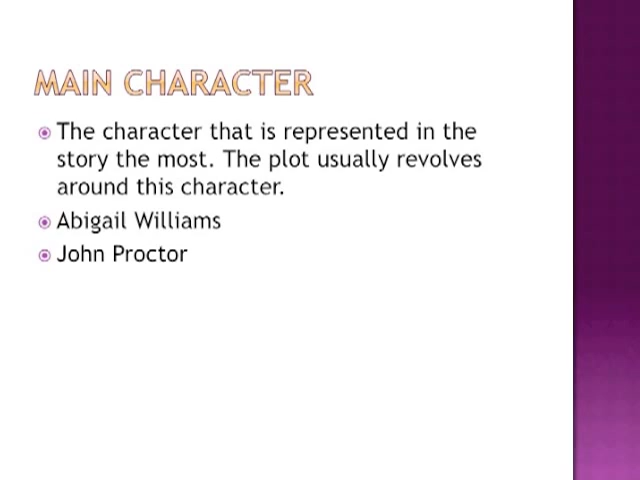 MAIN CHARACTER
The character that is represented in the
story the most. The plot usually revolves
around this character.
Abigail Williams
John Proctor